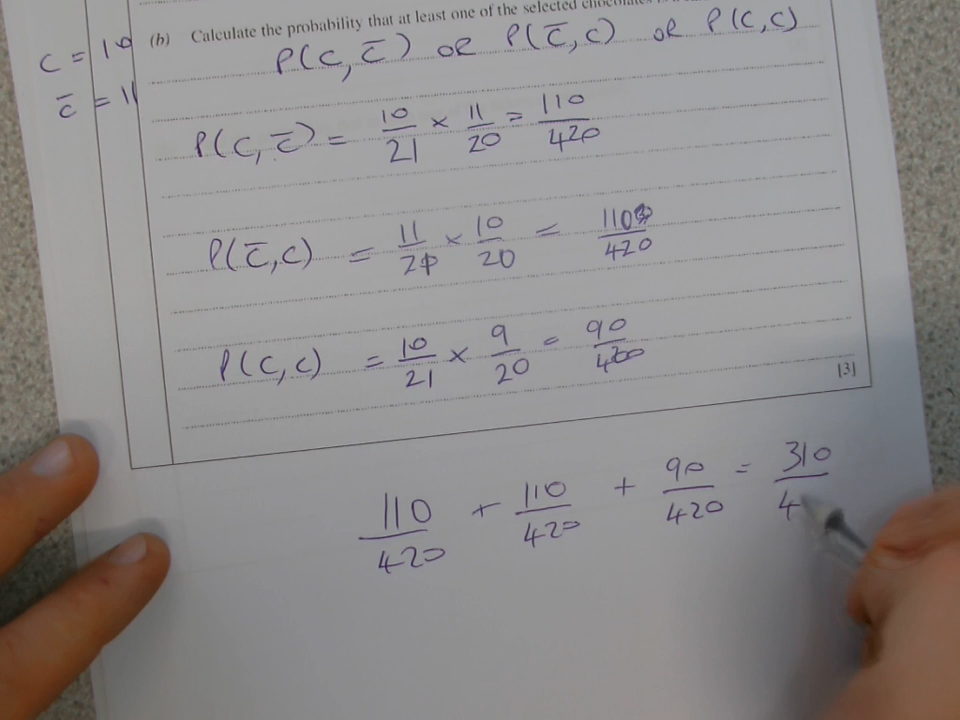 (b) Calculate the probability that at least one of the selected chocolates is a
c = 10
P(C, C̄) OR P(C̄, C) OR P(C, C)
c̄ = 11
P(C, C̄) = 10/21 × 11/20 = 110/420
P(C̄, C) = 11/21 × 10/20 = 110/420
P(C, C) = 10/21 × 9/20 = 90/420
[3]
110/420 + 110/420 + 90/420 = 310/4